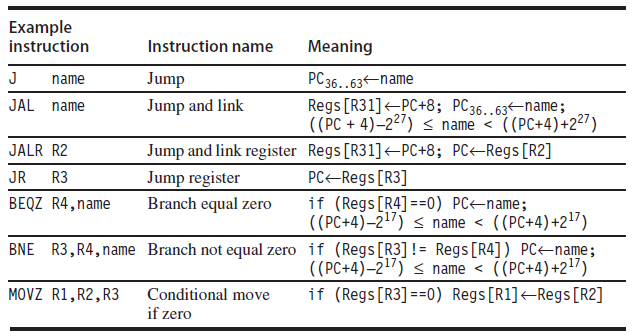 Example
instruction Instruction name Meaning
J name Jump PC36..63←name
JAL name Jump and link Regs[R31]←PC+8; PC36..63←name;
((PC + 4)–2^27) ≤ name < ((PC+4)+2^27)
JALR R2 Jump and link register Regs[R31]←PC+8; PC←Regs[R2]
JR R3 Jump register PC←Regs[R3]
BEQZ R4,name Branch equal zero if (Regs[R4]==0) PC←name;
((PC+4)–2^17) ≤ name < ((PC+4)+2^17)
BNE R3,R4,name Branch not equal zero if (Regs[R3]!= Regs[R4]) PC←name;
((PC+4)–2^17) ≤ name < ((PC+4)+2^17)
MOVZ R1,R2,R3 Conditional move if (Regs[R3]==0) Regs[R1]←Regs[R2]
if zero